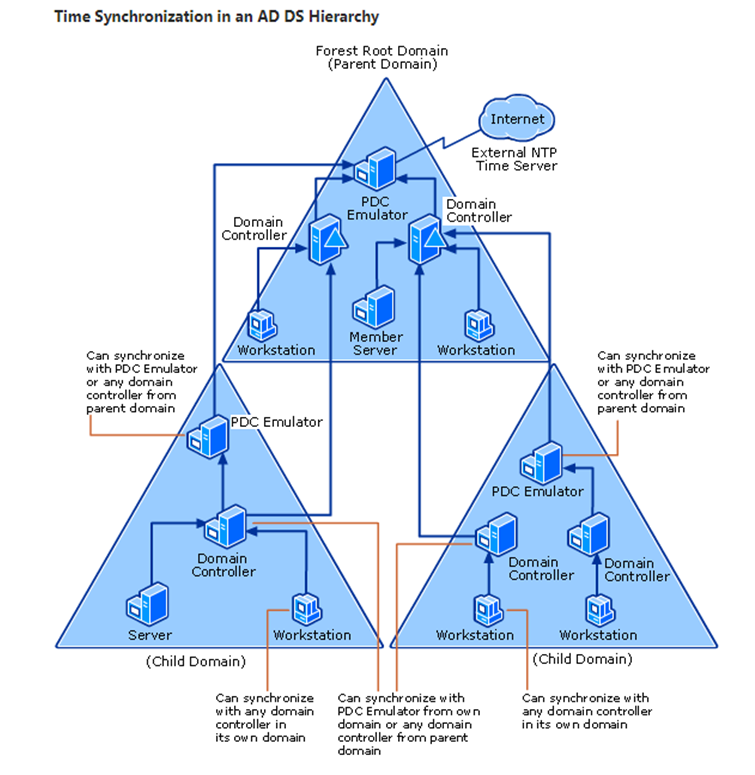 Time Synchronization in an AD DS Hierarchy
Forest Root Domain
(Parent Domain)
Internet
External NTP
Time Server
PDC
Emulator
Domain
Controller
Domain
Controller
Workstation
Member
Server
Workstation
Can synchronize
with PDC Emulator
or any domain
controller from
parent domain
Can synchronize
with PDC Emulator
or any domain
controller from
parent domain
PDC Emulator
Domain
Controller
Server
Workstation
(Child Domain)
PDC Emulator
Domain
Controller
Domain
Controller
Workstation
Workstation
(Child Domain)
Can synchronize
with any domain
controller in
its own domain
Can synchronize with
PDC Emulator from own
domain or any domain
controller from parent
domain
Can synchronize with
any domain controller
in its own domain